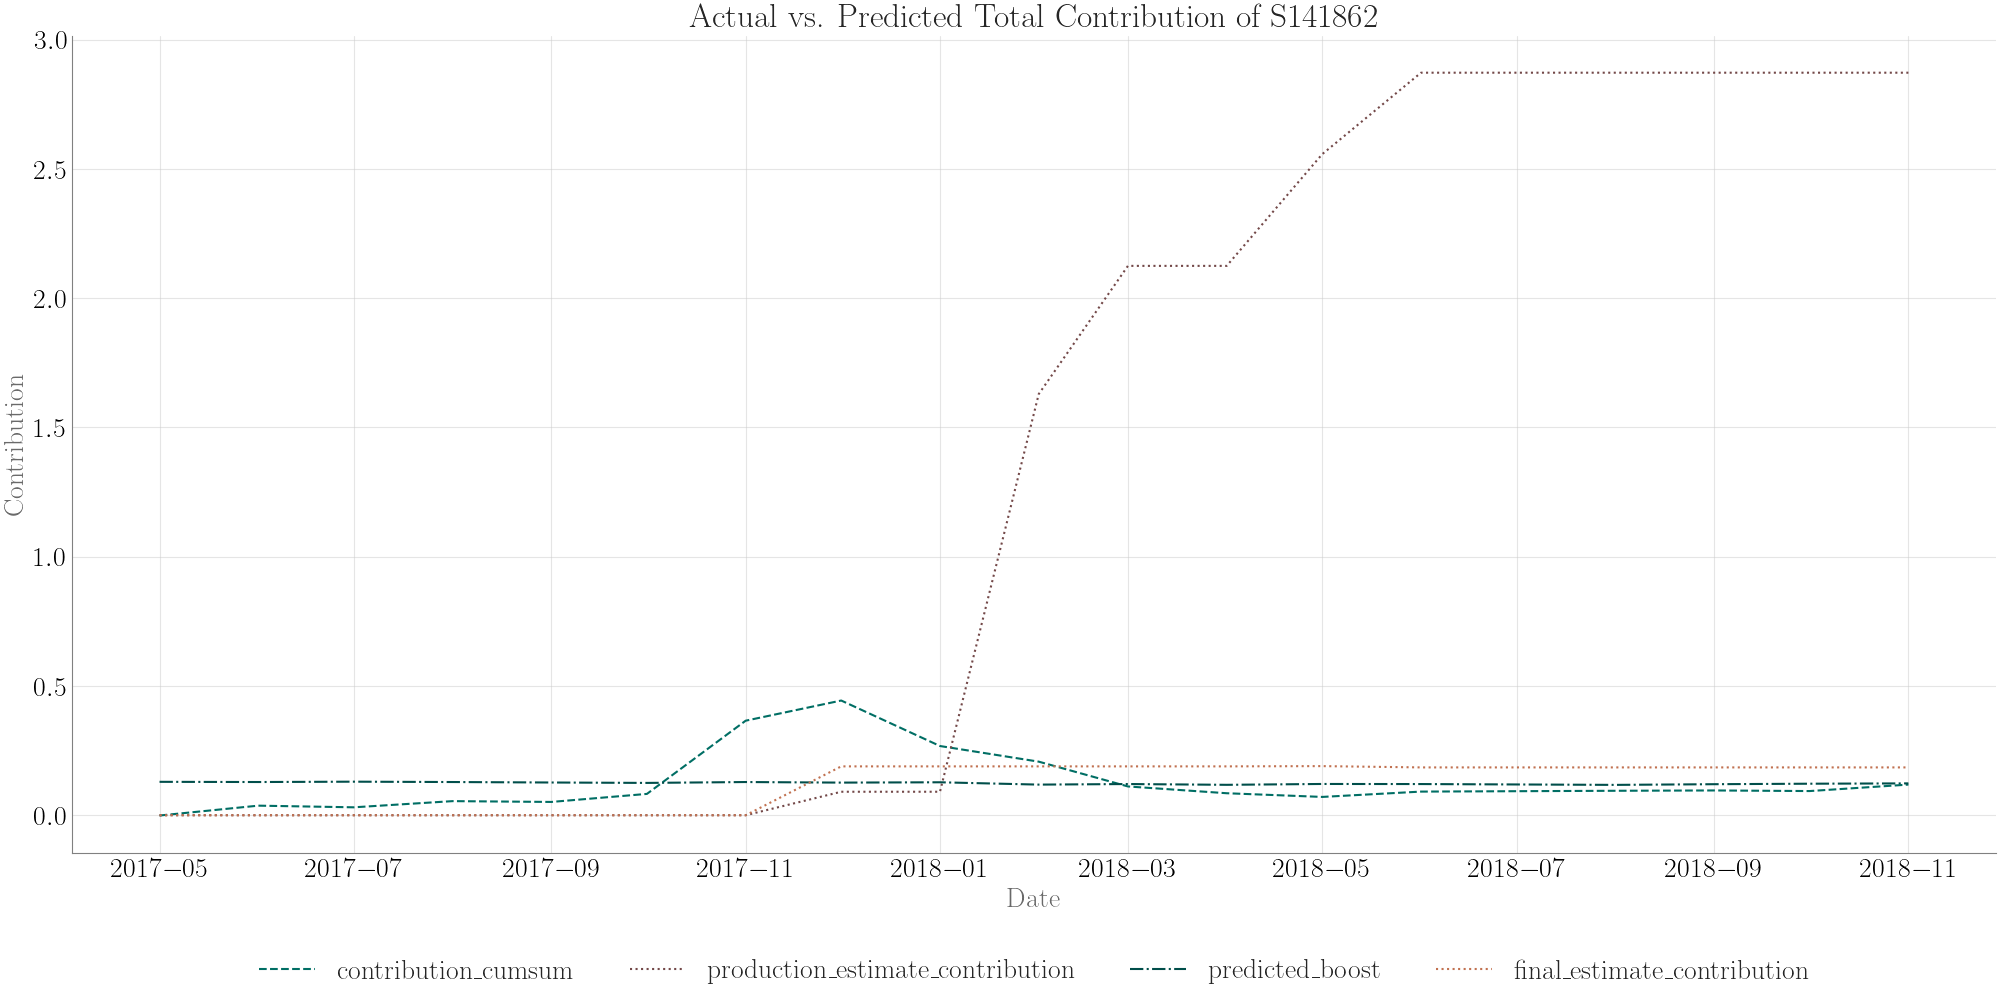 Actual vs. Predicted Total Contribution of S141862
3.0
2.5
2.0
1.5
1.0
0.5
0.0
Contribution
2017−05 2017−07 2017−09 2017−11 2018−01 2018−03 2018−05 2018−07 2018−09 2018−11
Date
contribution_cumsum production_estimate_contribution predicted_boost final_estimate_contribution